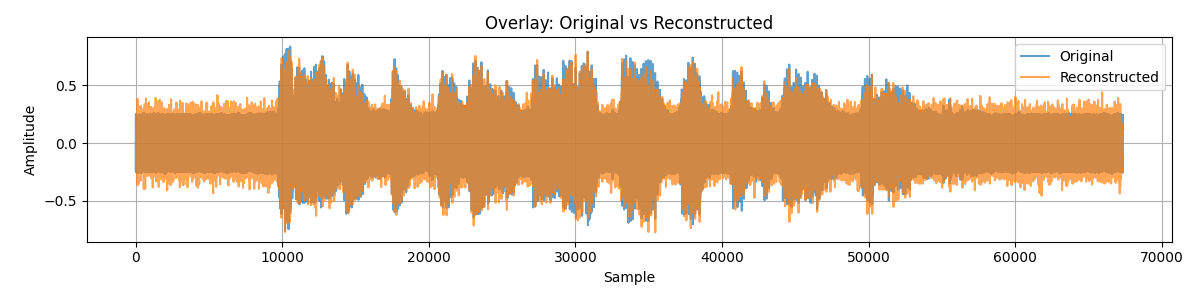 Overlay: Original vs Reconstructed
Original
Reconstructed
Amplitude
0.5
0.0
−0.5
0 10000 20000 30000 40000 50000 60000 70000
Sample